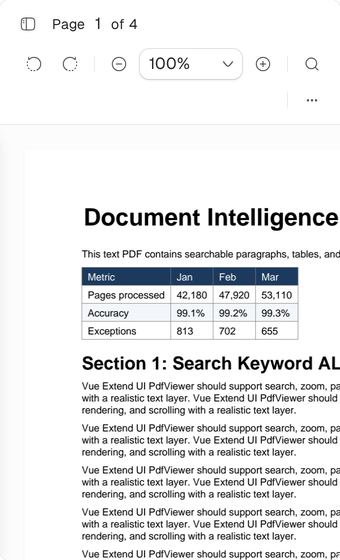 Page 1 of 4
100%
Document Intelligence
This text PDF contains searchable paragraphs, tables, and
Metric Jan Feb Mar
Pages processed 42,180 47,920 53,110
Accuracy 99.1% 99.2% 99.3%
Exceptions 813 702 655
Section 1: Search Keyword AL
Vue Extend UI PdfViewer should support search, zoom, pa
with a realistic text layer. Vue Extend UI PdfViewer should
rendering, and scrolling with a realistic text layer.
Vue Extend UI PdfViewer should support search, zoom, pa
with a realistic text layer. Vue Extend UI PdfViewer should
rendering, and scrolling with a realistic text layer.
Vue Extend UI PdfViewer should support search, zoom, pa
with a realistic text layer. Vue Extend UI PdfViewer should
rendering, and scrolling with a realistic text layer.
Vue Extend UI PdfViewer should support search, zoom, pa
with a realistic text layer. Vue Extend UI PdfViewer should
rendering, and scrolling with a realistic text layer.
Vue Extend UI PdfViewer should support search, zoom, pa